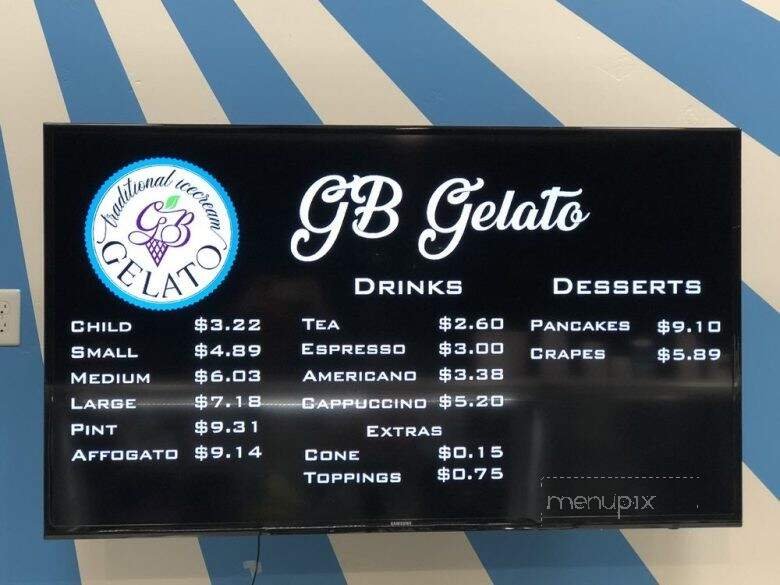 traditional icecream
GB
GELATO
GB Gelato
CHILD $3.22
SMALL $4.89
MEDIUM $6.03
LARGE $7.18
PINT $9.31
AFFOGATO $9.14
DRINKS
TEA $2.60
ESPRESSO $3.00
AMERICANO $3.38
CAPPUCCINO $5.20
EXTRAS
CONE $0.15
TOPPINGS $0.75
DESSERTS
PANCAKES $9.10
CRAPES $5.89
SAMSUNG
menupix